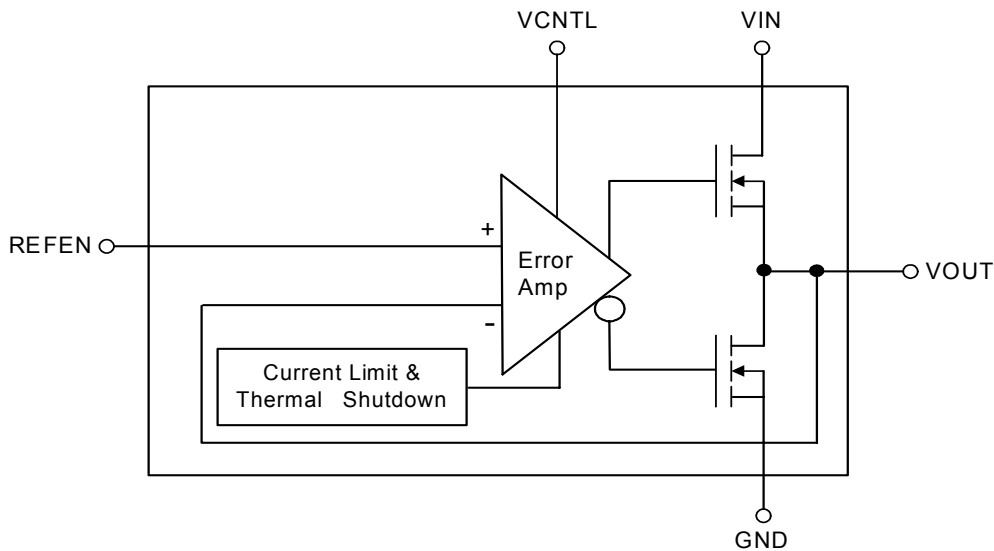 VCNTL
VIN
REFEN
+
Error
Amp
VOUT
-
Current Limit &
Thermal Shutdown
GND